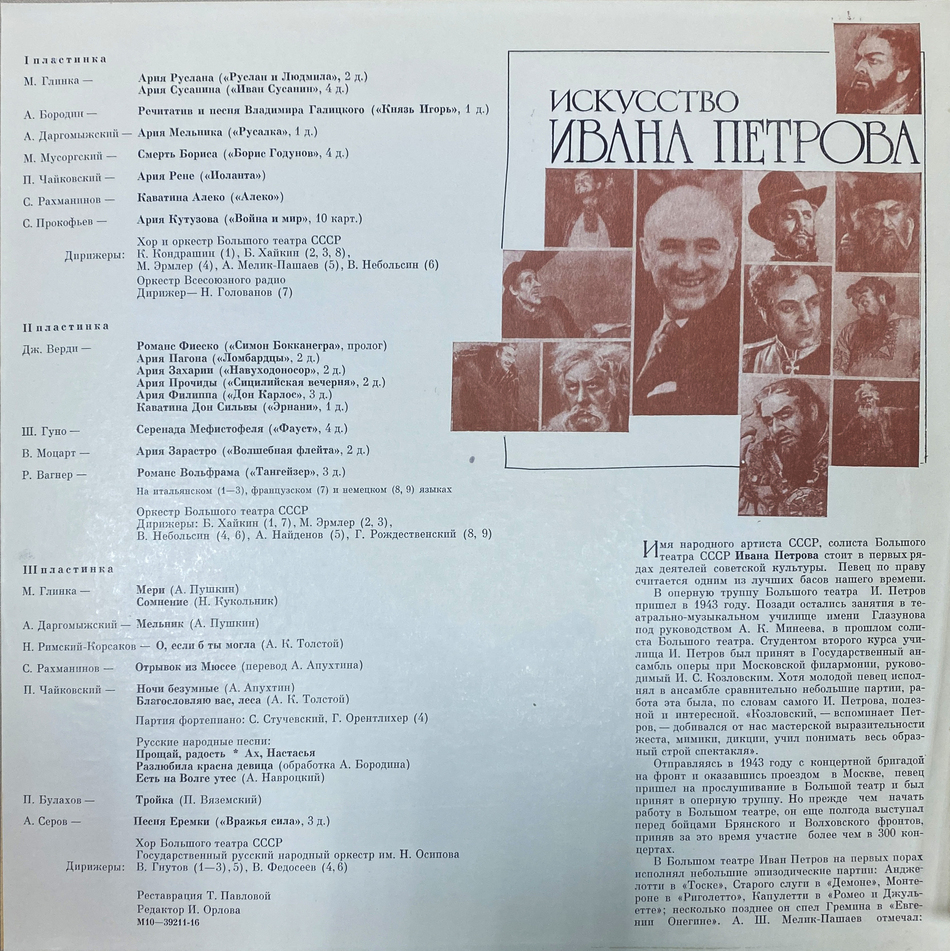 I пластинка
М. Глинка — Ария Руслана («Руслан и Людмила», 2 д.)
Ария Сусанина («Иван Сусанин», 4 д.)
А. Бородин — Речитатив и песня Владимира Галицкого («Князь Игорь», 1 д.)
А. Даргомыжский — Ария Мельника («Русалка», 1 д.)
М. Мусоргский — Смерть Бориса («Борис Годунов», 4 д.)
П. Чайковский — Ария Рене («Иоланта»)
С. Рахманинов — Каватина Алеко («Алеко»)
С. Прокофьев — Ария Кутузова («Война и мир», 10 карт.)
Хор и оркестр Большого театра СССР
Дирижеры: К. Кондрашин (1), Б. Хайкин (2, 3, 8),
М. Эрмлер (4), А. Мелик-Пашаев (5), В. Небольсин (6)
Оркестр Всесоюзного радио
Дирижер— Н. Голованов (7)
II пластинка
Дж. Верди — Романс Фиеско («Симон Бокканегра», пролог)
Ария Пагона («Ломбардцы», 2 д.)
Ария Захарии («Навуходоносор», 2 д.)
Ария Прочиды («Сицилийская вечерня», 2 д.)
Ария Филиппа («Дон Карлос», 3 д.)
Каватина Дон Сильвы («Эрнани», 1 д.)
Ш. Гуно — Серенада Мефистофеля («Фауст», 4 д.)
В. Моцарт — Ария Зарастро («Волшебная флейта», 2 д.)
Р. Вагнер — Романс Вольфрама («Тангейзер», 3 д.)
На итальянском (1—3), французском (7) и немецком (8, 9) языках
Оркестр Большого театра СССР
Дирижеры: Б. Хайкин (1, 7), М. Эрмлер (2, 3),
В. Небольсин (4, 6), А. Найденов (5), Г. Рождественский (8, 9)
III пластинка
М. Глинка — Мери (А. Пушкин)
Сомнение (Н. Кукольник)
А. Даргомыжский — Мельник (А. Пушкин)
Н. Римский-Корсаков — О, если б ты могла (А. К. Толстой)
С. Рахманинов — Отрывок из Мюссе (перевод А. Апухтина)
П. Чайковский — Ночи безумные (А. Апухтин)
Благословляю вас, леса (А. К. Толстой)
Партия фортепиано: С. Стучевский, Г. Орентлихер (4)
Русские народные песни:
Прощай, радость * Ах, Настасья
Разлюбила красна девица (обработка А. Бородина)
Есть на Волге утес (А. Навроцкий)
П. Булахов — Тройка (П. Вяземский)
А. Серов — Песня Еремки («Вражья сила», 3 д.)
Хор Большого театра СССР
Государственный русский народный оркестр им. Н. Осипова
Дирижеры: В. Гнутов (1—3), 5), В. Федосеев (4, 6)
Реставрация Т. Павловой
Редактор И. Орлова
М10—39211-16
ИСКУССТВО
ИВАНА ПЕТРОВА
Имя народного артиста СССР, солиста Большого
театра СССР Ивана Петрова стоит в первых ря-
дах деятелей советской культуры. Певец по праву
считается одним из лучших басов нашего времени.
В оперную труппу Большого театра И. Петров
пришел в 1943 году. Позади остались занятия в те-
атрально-музыкальном училище имени Глазунова
под руководством А. К. Минеева, в прошлом соли-
ста Большого театра. Студентом второго курса учи-
лища И. Петров был принят в Государственный ан-
самбль оперы при Московской филармонии, руково-
димый И. С. Козловским. Хотя молодой певец испол-
нял в ансамбле сравнительно небольшие партии, ра-
бота эта была, по словам самого И. Петрова, полез-
ной и интересной. «Козловский, — вспоминает Пет-
ров, — добивался от нас мастерской выразительности
жеста, мимики, дикции, учил понимать весь образ-
ный строй спектакля».
Отправляясь в 1943 году с концертной бригадой
на фронт и оказавшись проездом в Москве, певец
пришел на прослушивание в Большой театр и был
принят в оперную труппу. Но прежде чем начать
работу в Большом театре, он еще полгода выступал
перед бойцами Брянского и Волховского фронтов,
приняв за это время участие более чем в 300 кон-
цертах.
В Большом театре Иван Петров на первых порах
исполнял небольшие эпизодические партии: Андже-
лотти в «Тоске», Старого слуги в «Демоне», Монте-
роне в «Риголетто», Капулетти в «Ромео и Джуль-
етте»; несколько позднее он спел Гремина в «Евге-
нии Онегине». А. Ш. Мелик-Пашаев отмечал: